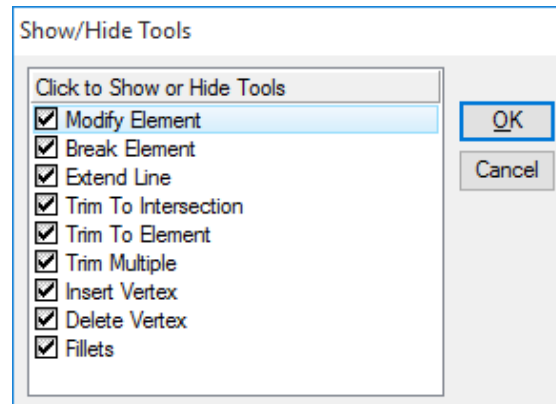 Show/Hide Tools
Click to Show or Hide Tools
Modify Element
OK
Break Element
Extend Line
Cancel
Trim To Intersection
Trim To Element
Trim Multiple
Insert Vertex
Delete Vertex
Fillets